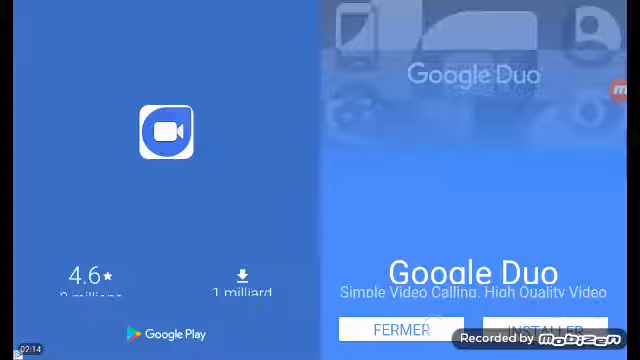 Google Duo
4.6★
1 milliard
Google Play
Google Duo
Simple Video Calling. High Quality Video
FERMER
INSTALLER
Recorded by
MOBIZEN
02:14